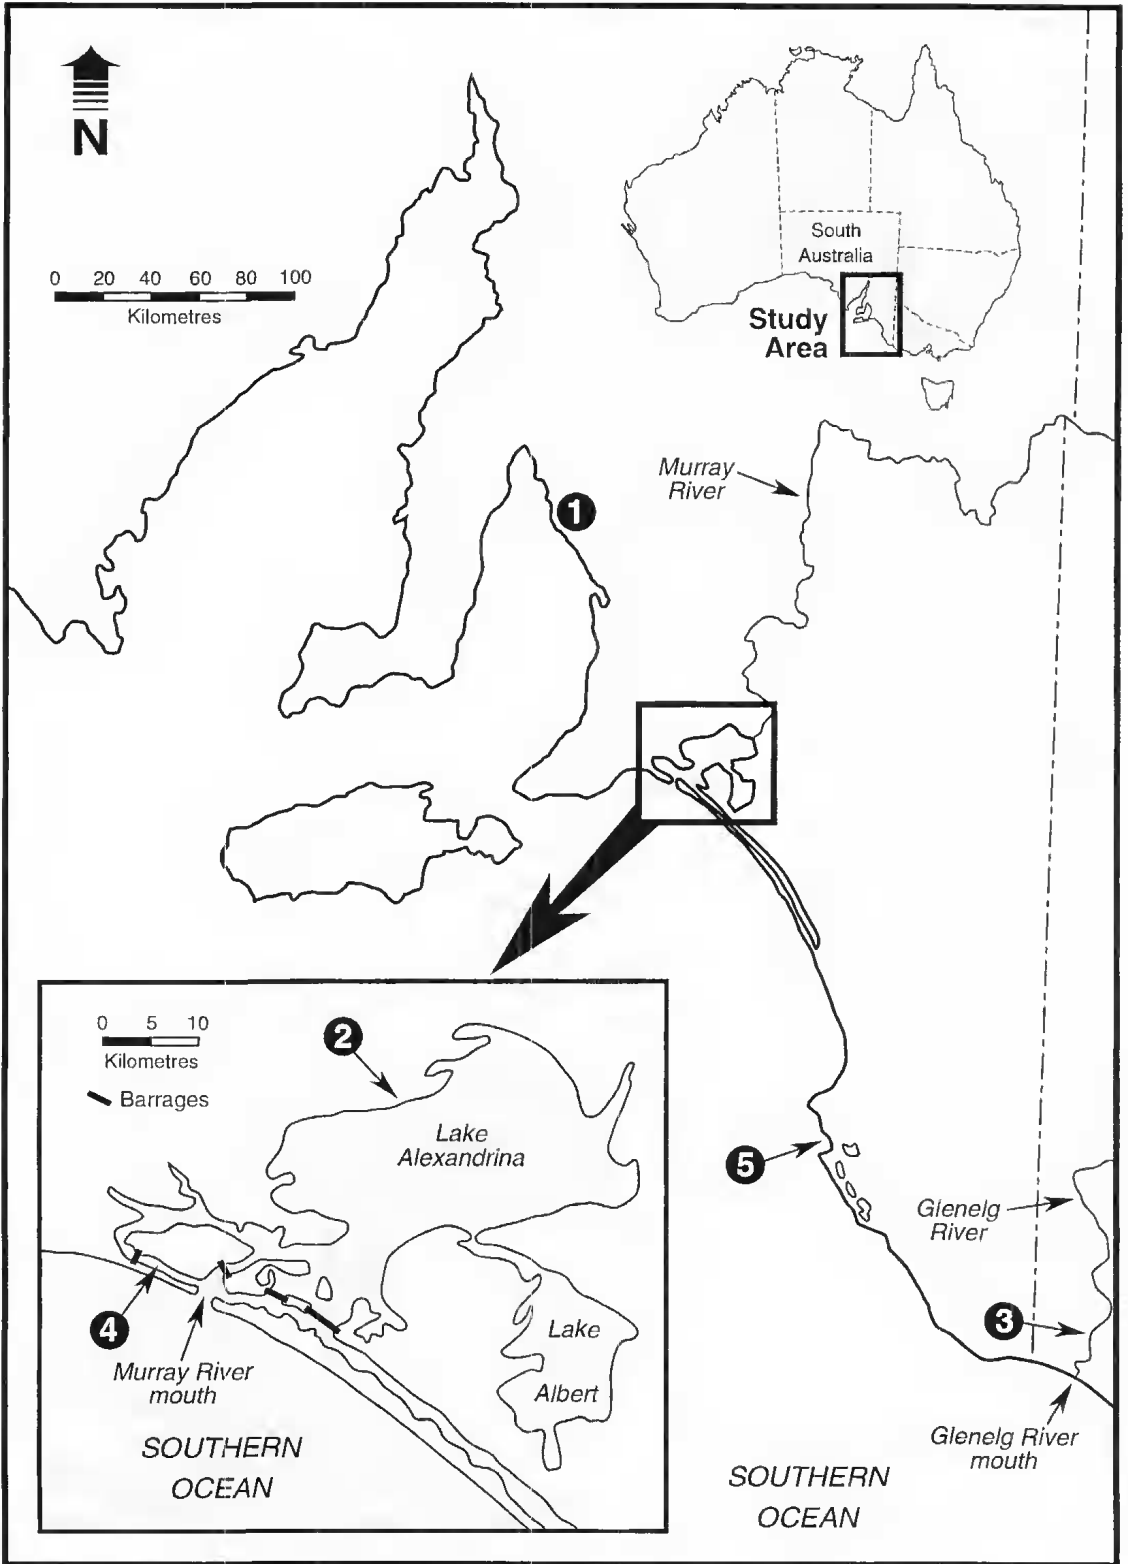 N
0 20 40 60 80 100
Kilometres
South
Australia
Study
Area
Murray
River
1
0 5 10
Kilometres
Barrages
2
Lake
Alexandrina
4
Murray River
mouth
Lake
Albert
SOUTHERN
OCEAN
5
Glenelg
River
3
Glenelg River
mouth
SOUTHERN
OCEAN